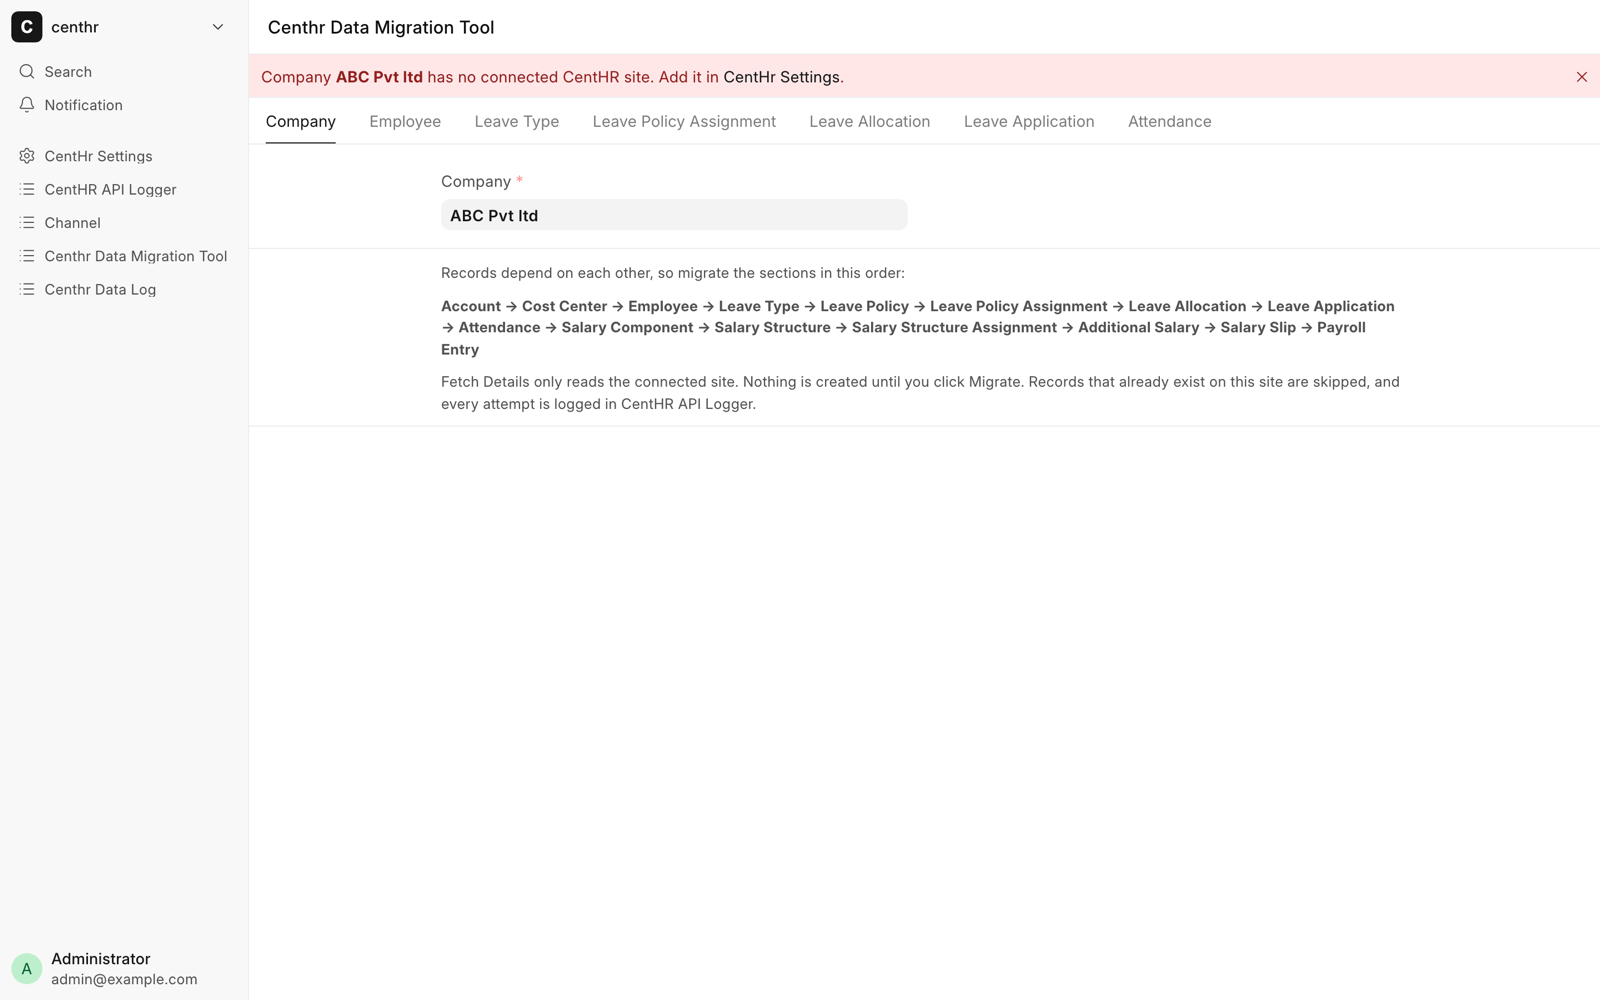 C centhr
Search
Notification
CentHr Settings
CentHR API Logger
Channel
Centhr Data Migration Tool
Centhr Data Log
A
Administrator
admin@example.com
Centhr Data Migration Tool
Company ABC Pvt ltd has no connected CentHR site. Add it in CentHr Settings.
Company Employee Leave Type Leave Policy Assignment Leave Allocation Leave Application Attendance
Company *
ABC Pvt ltd
Records depend on each other, so migrate the sections in this order:
Account → Cost Center → Employee → Leave Type → Leave Policy → Leave Policy Assignment → Leave Allocation → Leave Application
→ Attendance → Salary Component → Salary Structure → Salary Structure Assignment → Additional Salary → Salary Slip → Payroll
Entry
Fetch Details only reads the connected site. Nothing is created until you click Migrate. Records that already exist on this site are skipped, and
every attempt is logged in CentHR API Logger.